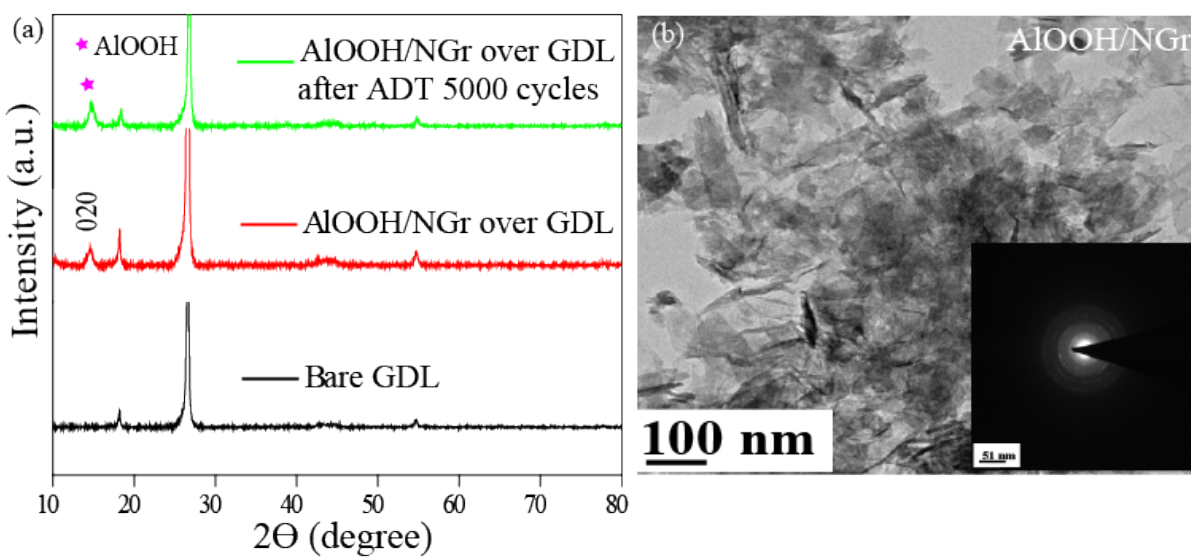 (a)
★ AlOOH
AlOOH/NGr over GDL
after ADT 5000 cycles
020
AlOOH/NGr over GDL
Bare GDL
Intensity (a.u.)
10 20 30 40 50 60 70 80
2Θ (degree)
(b)
AlOOH/NGr
100 nm
51 nm